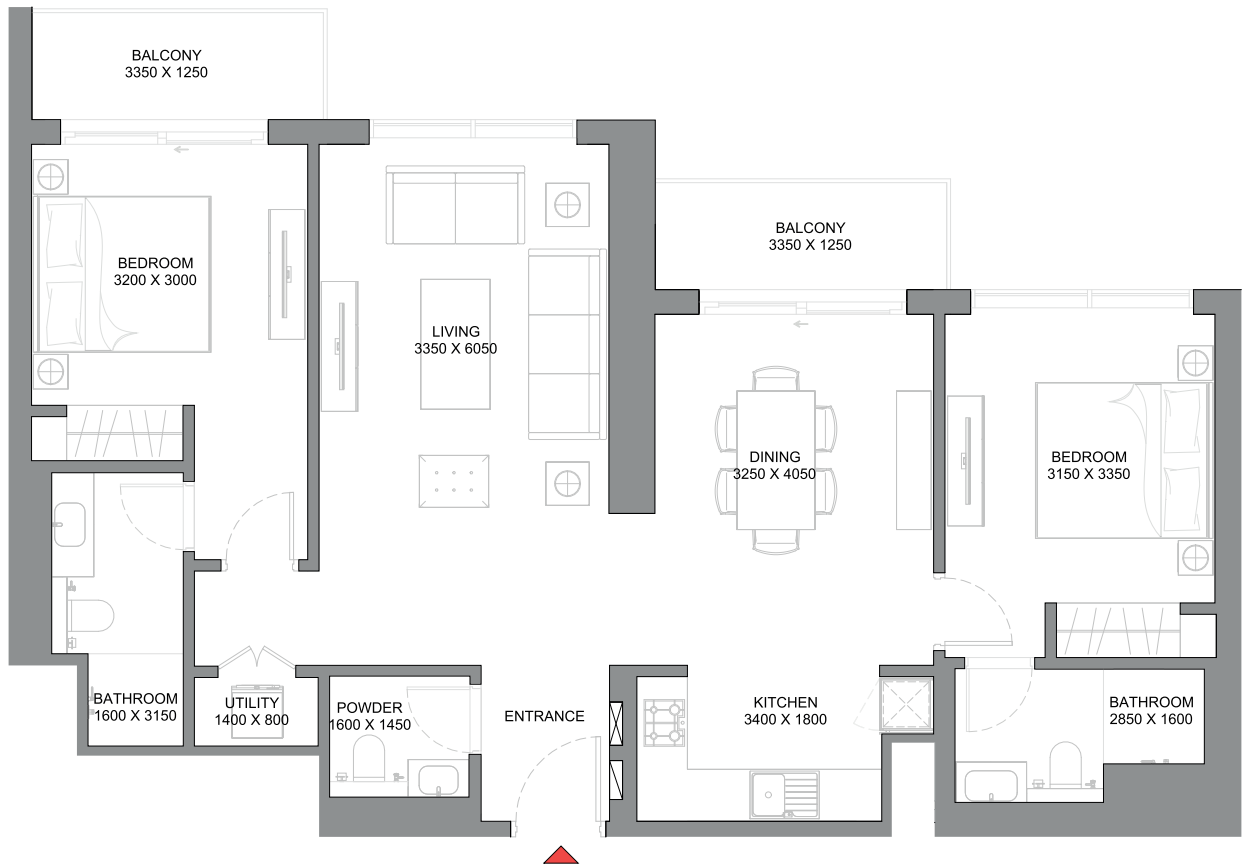 BALCONY
3350 X 1250
BALCONY
3350 X 1250
BEDROOM
3200 X 3000
LIVING
3350 X 6050
DINING
3250 X 4050
BEDROOM
3150 X 3350
BATHROOM
1600 X 3150
UTILITY
1400 X 800
POWDER
1600 X 1450
ENTRANCE
KITCHEN
3400 X 1800
BATHROOM
2850 X 1600